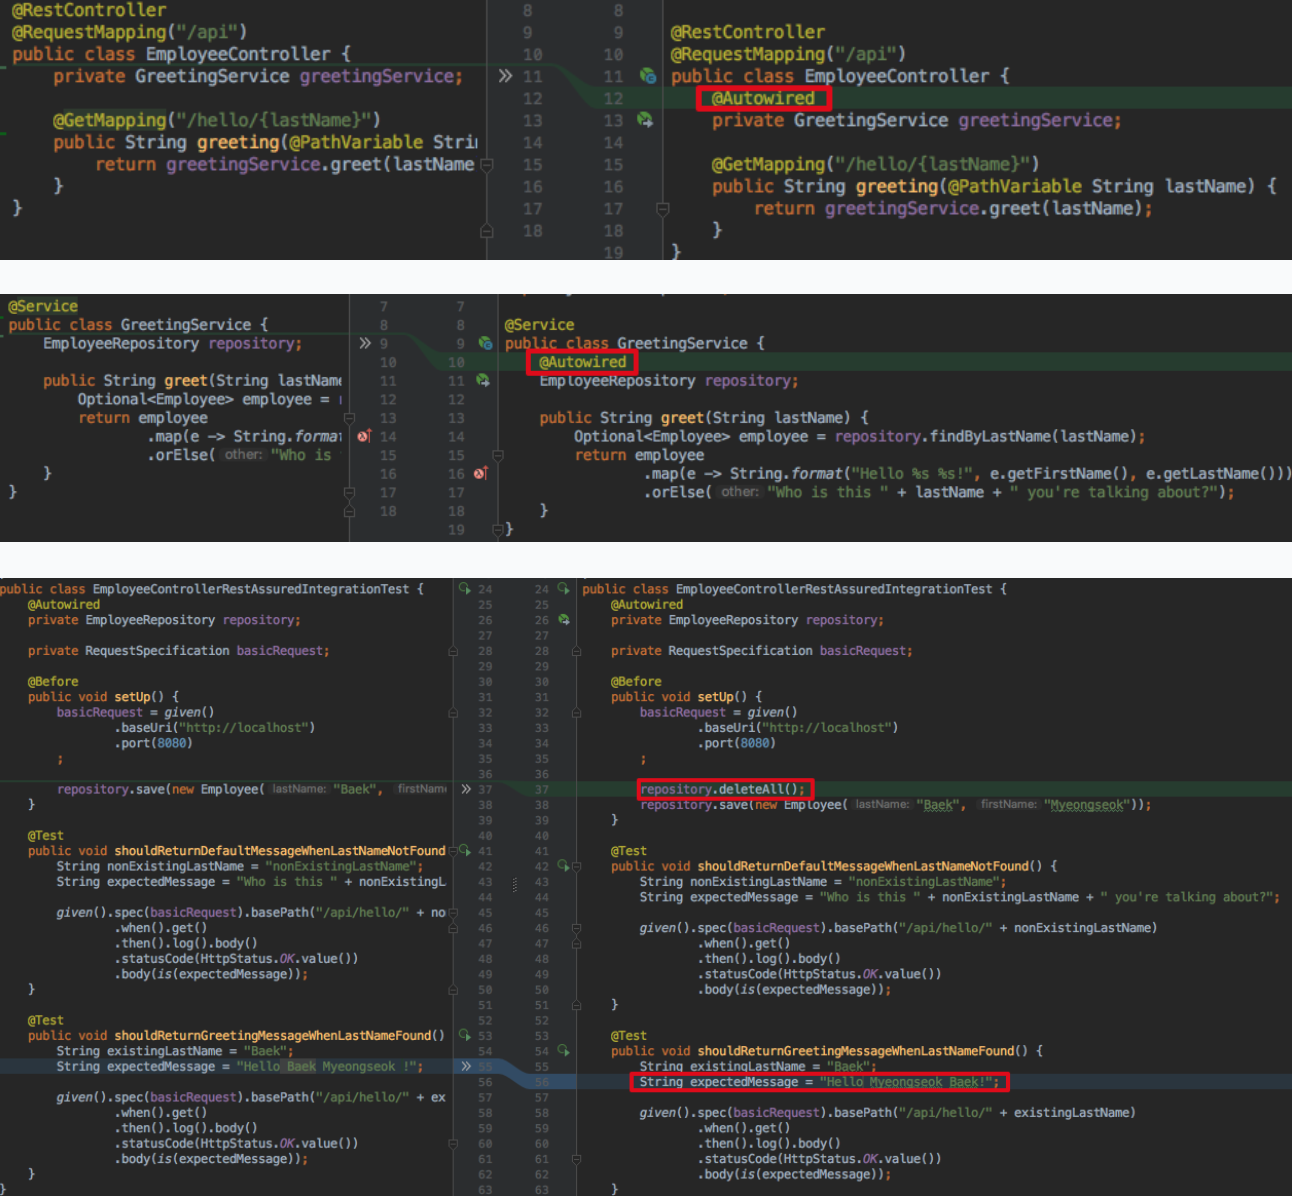 @RestController
@RequestMapping("/api")
public class EmployeeController {
private GreetingService greetingService;
@GetMapping("/hello/{lastName}")
public String greeting(@PathVariable Stri
return greetingService.greet(lastName
}
}
8 8
9 9
10 10
11 11
12 12
13 13
14 14
15 15
16 16
17 17
18 18
19
@RestController
@RequestMapping("/api")
public class EmployeeController {
@Autowired
private GreetingService greetingService;
@GetMapping("/hello/{lastName}")
public String greeting(@PathVariable String lastName) {
return greetingService.greet(lastName);
}
}
@Service
public class GreetingService {
EmployeeRepository repository;
public String greet(String lastName
Optional<Employee> employee =
return employee
.map(e -> String.format
.orElse( other: "Who is
}
}
7 7
8 8
9 9
10 10
11 11
12 12
13 13
14 14
15 15
16 16
17 17
18 18
19
@Service
public class GreetingService {
@Autowired
EmployeeRepository repository;
public String greet(String lastName) {
Optional<Employee> employee = repository.findByLastName(lastName);
return employee
.map(e -> String.format("Hello %s %s!", e.getFirstName(), e.getLastName()))
.orElse( other: "Who is this " + lastName + " you're talking about?");
}
}
public class EmployeeControllerRestAssuredIntegrationTest {
@Autowired
private EmployeeRepository repository;
private RequestSpecification basicRequest;
@Before
public void setUp() {
basicRequest = given()
.baseUri("http://localhost")
.port(8080)
;
repository.save(new Employee( lastName: "Baek", firstName
}
@Test
public void shouldReturnDefaultMessageWhenLastNameNotFound
String nonExistingLastName = "nonExistingLastName";
String expectedMessage = "Who is this " + nonExistingL
given().spec(basicRequest).basePath("/api/hello/" + no
.when().get()
.then().log().body()
.statusCode(HttpStatus.OK.value())
.body(is(expectedMessage));
}
@Test
public void shouldReturnGreetingMessageWhenLastNameFound()
String existingLastName = "Baek";
String expectedMessage = "Hello Baek Myeongseok !";
given().spec(basicRequest).basePath("/api/hello/" + ex
.when().get()
.then().log().body()
.statusCode(HttpStatus.OK.value())
.body(is(expectedMessage));
}
}
24 24
25 25
26 26
27 27
28 28
29 29
30 30
31 31
32 32
33 33
34 34
35 35
36 36
37 37
38 38
39 39
40 40
41 41
42 42
43 43
44 44
45 45
46 46
47 47
48 48
49 49
50 50
51 51
52 52
53 53
54 54
55 55
56 56
57 57
58 58
59 59
60 60
61 61
62 62
63 63
public class EmployeeControllerRestAssuredIntegrationTest {
@Autowired
private EmployeeRepository repository;
private RequestSpecification basicRequest;
@Before
public void setUp() {
basicRequest = given()
.baseUri("http://localhost")
.port(8080)
;
repository.deleteAll();
repository.save(new Employee( lastName: "Baek", firstName: "Myeongseok"));
}
@Test
public void shouldReturnDefaultMessageWhenLastNameNotFound() {
String nonExistingLastName = "nonExistingLastName";
String expectedMessage = "Who is this " + nonExistingLastName + " you're talking about?";
given().spec(basicRequest).basePath("/api/hello/" + nonExistingLastName)
.when().get()
.then().log().body()
.statusCode(HttpStatus.OK.value())
.body(is(expectedMessage));
}
@Test
public void shouldReturnGreetingMessageWhenLastNameFound() {
String existingLastName = "Baek";
String expectedMessage = "Hello Myeongseok Baek!";
given().spec(basicRequest).basePath("/api/hello/" + existingLastName)
.when().get()
.then().log().body()
.statusCode(HttpStatus.OK.value())
.body(is(expectedMessage));
}